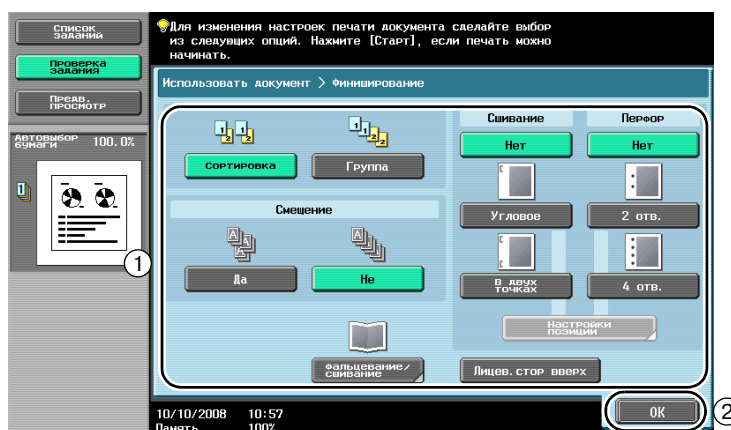 Список
заданий
Проверка
задания
Предв.
просмотр
Автовыбор
бумаги 100.0%
Для изменения настроек печати документа сделайте выбор
из следующих опций. Нажмите [Старт], если печать можно
начинать.
Использовать документ > Финиширование
Сортировка
Группа
Смещение
Да
Не
Фальцевание/
сшивание
Сшивание
Перфор
Нет
Нет
Угловое
2 отв.
В двух
точках
4 отв.
Настройки
позиции
Лицев.стор вверх
1
OK
2
10/10/2008 10:57
Память 100%